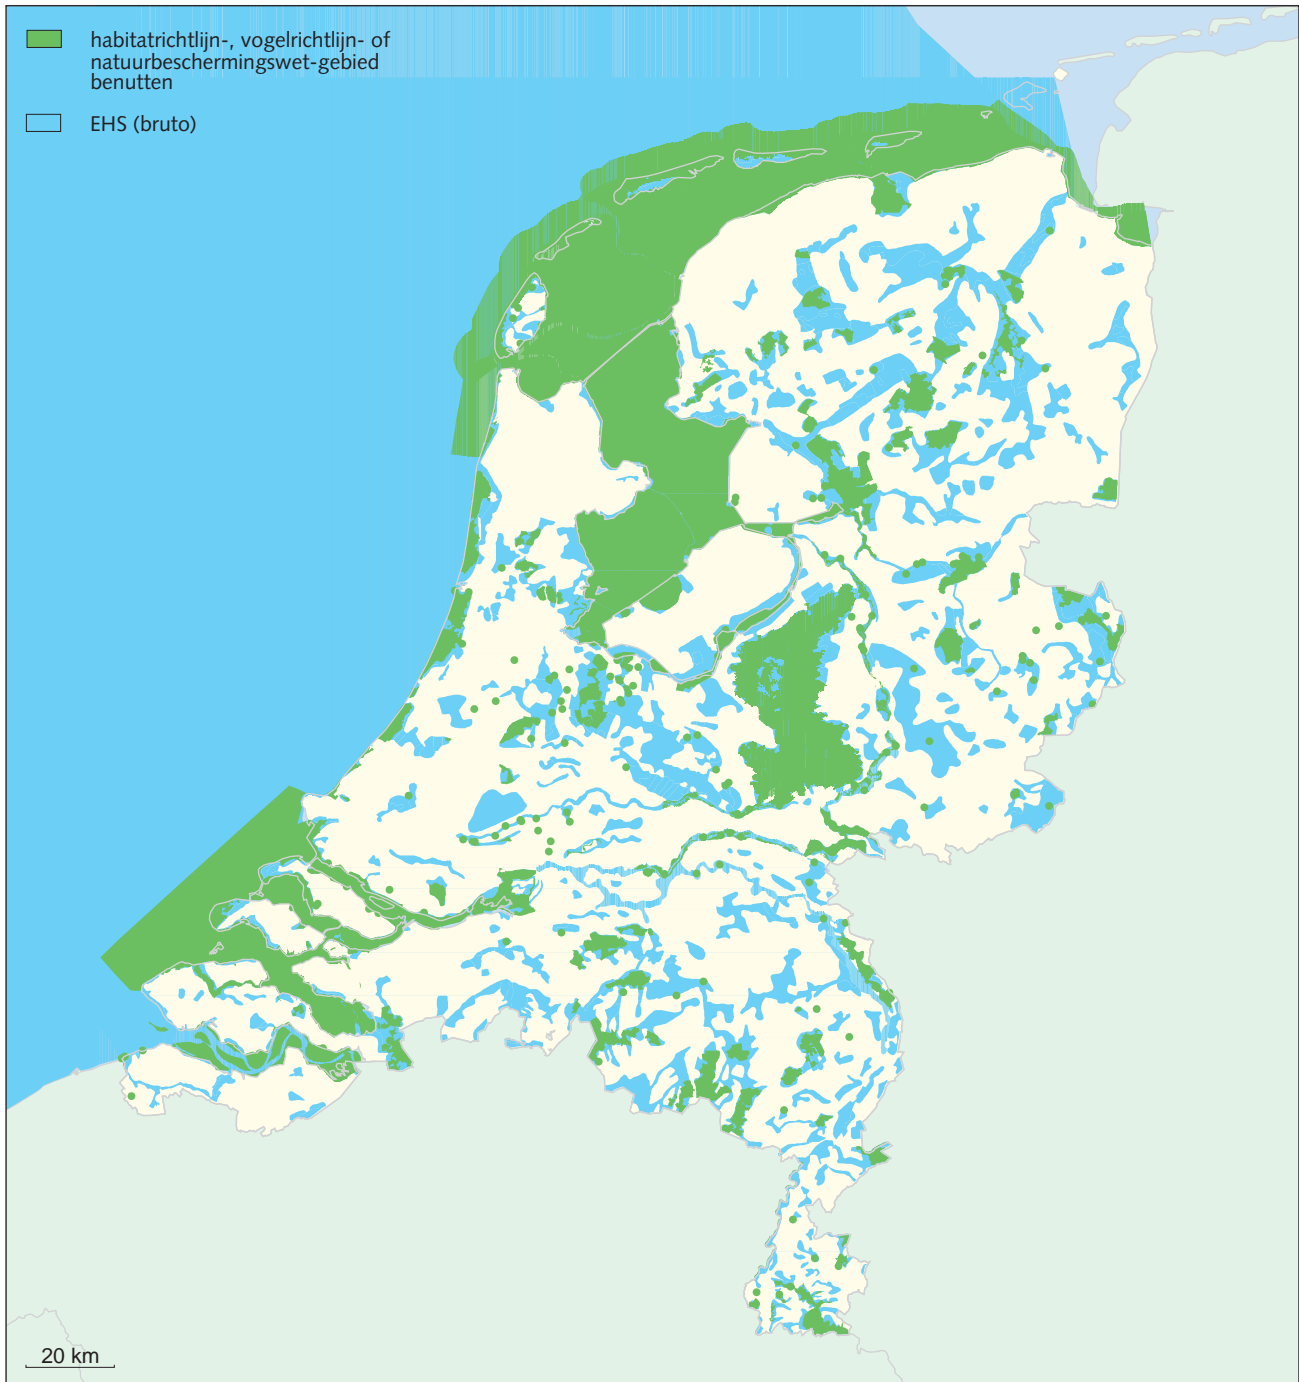 habitatrichtlijn-, vogelrichtlijn- of
natuurbeschermingswet-gebied
benutten
EHS (bruto)
20 km